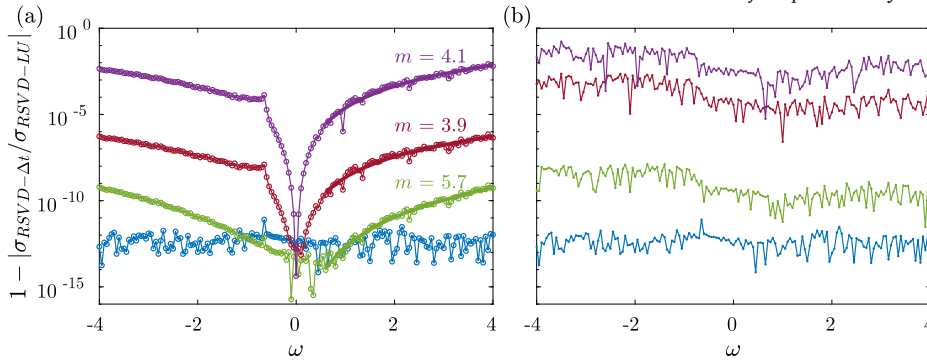 (a)
(b)
1 − |σ_{RSVD−Δt}/σ_{RSVD−LU}|
10^0
10^{-5}
10^{-10}
10^{-15}
m = 4.1
m = 3.9
m = 5.7
-4 -2 0 2 4
-4 -2 0 2 4
ω
ω